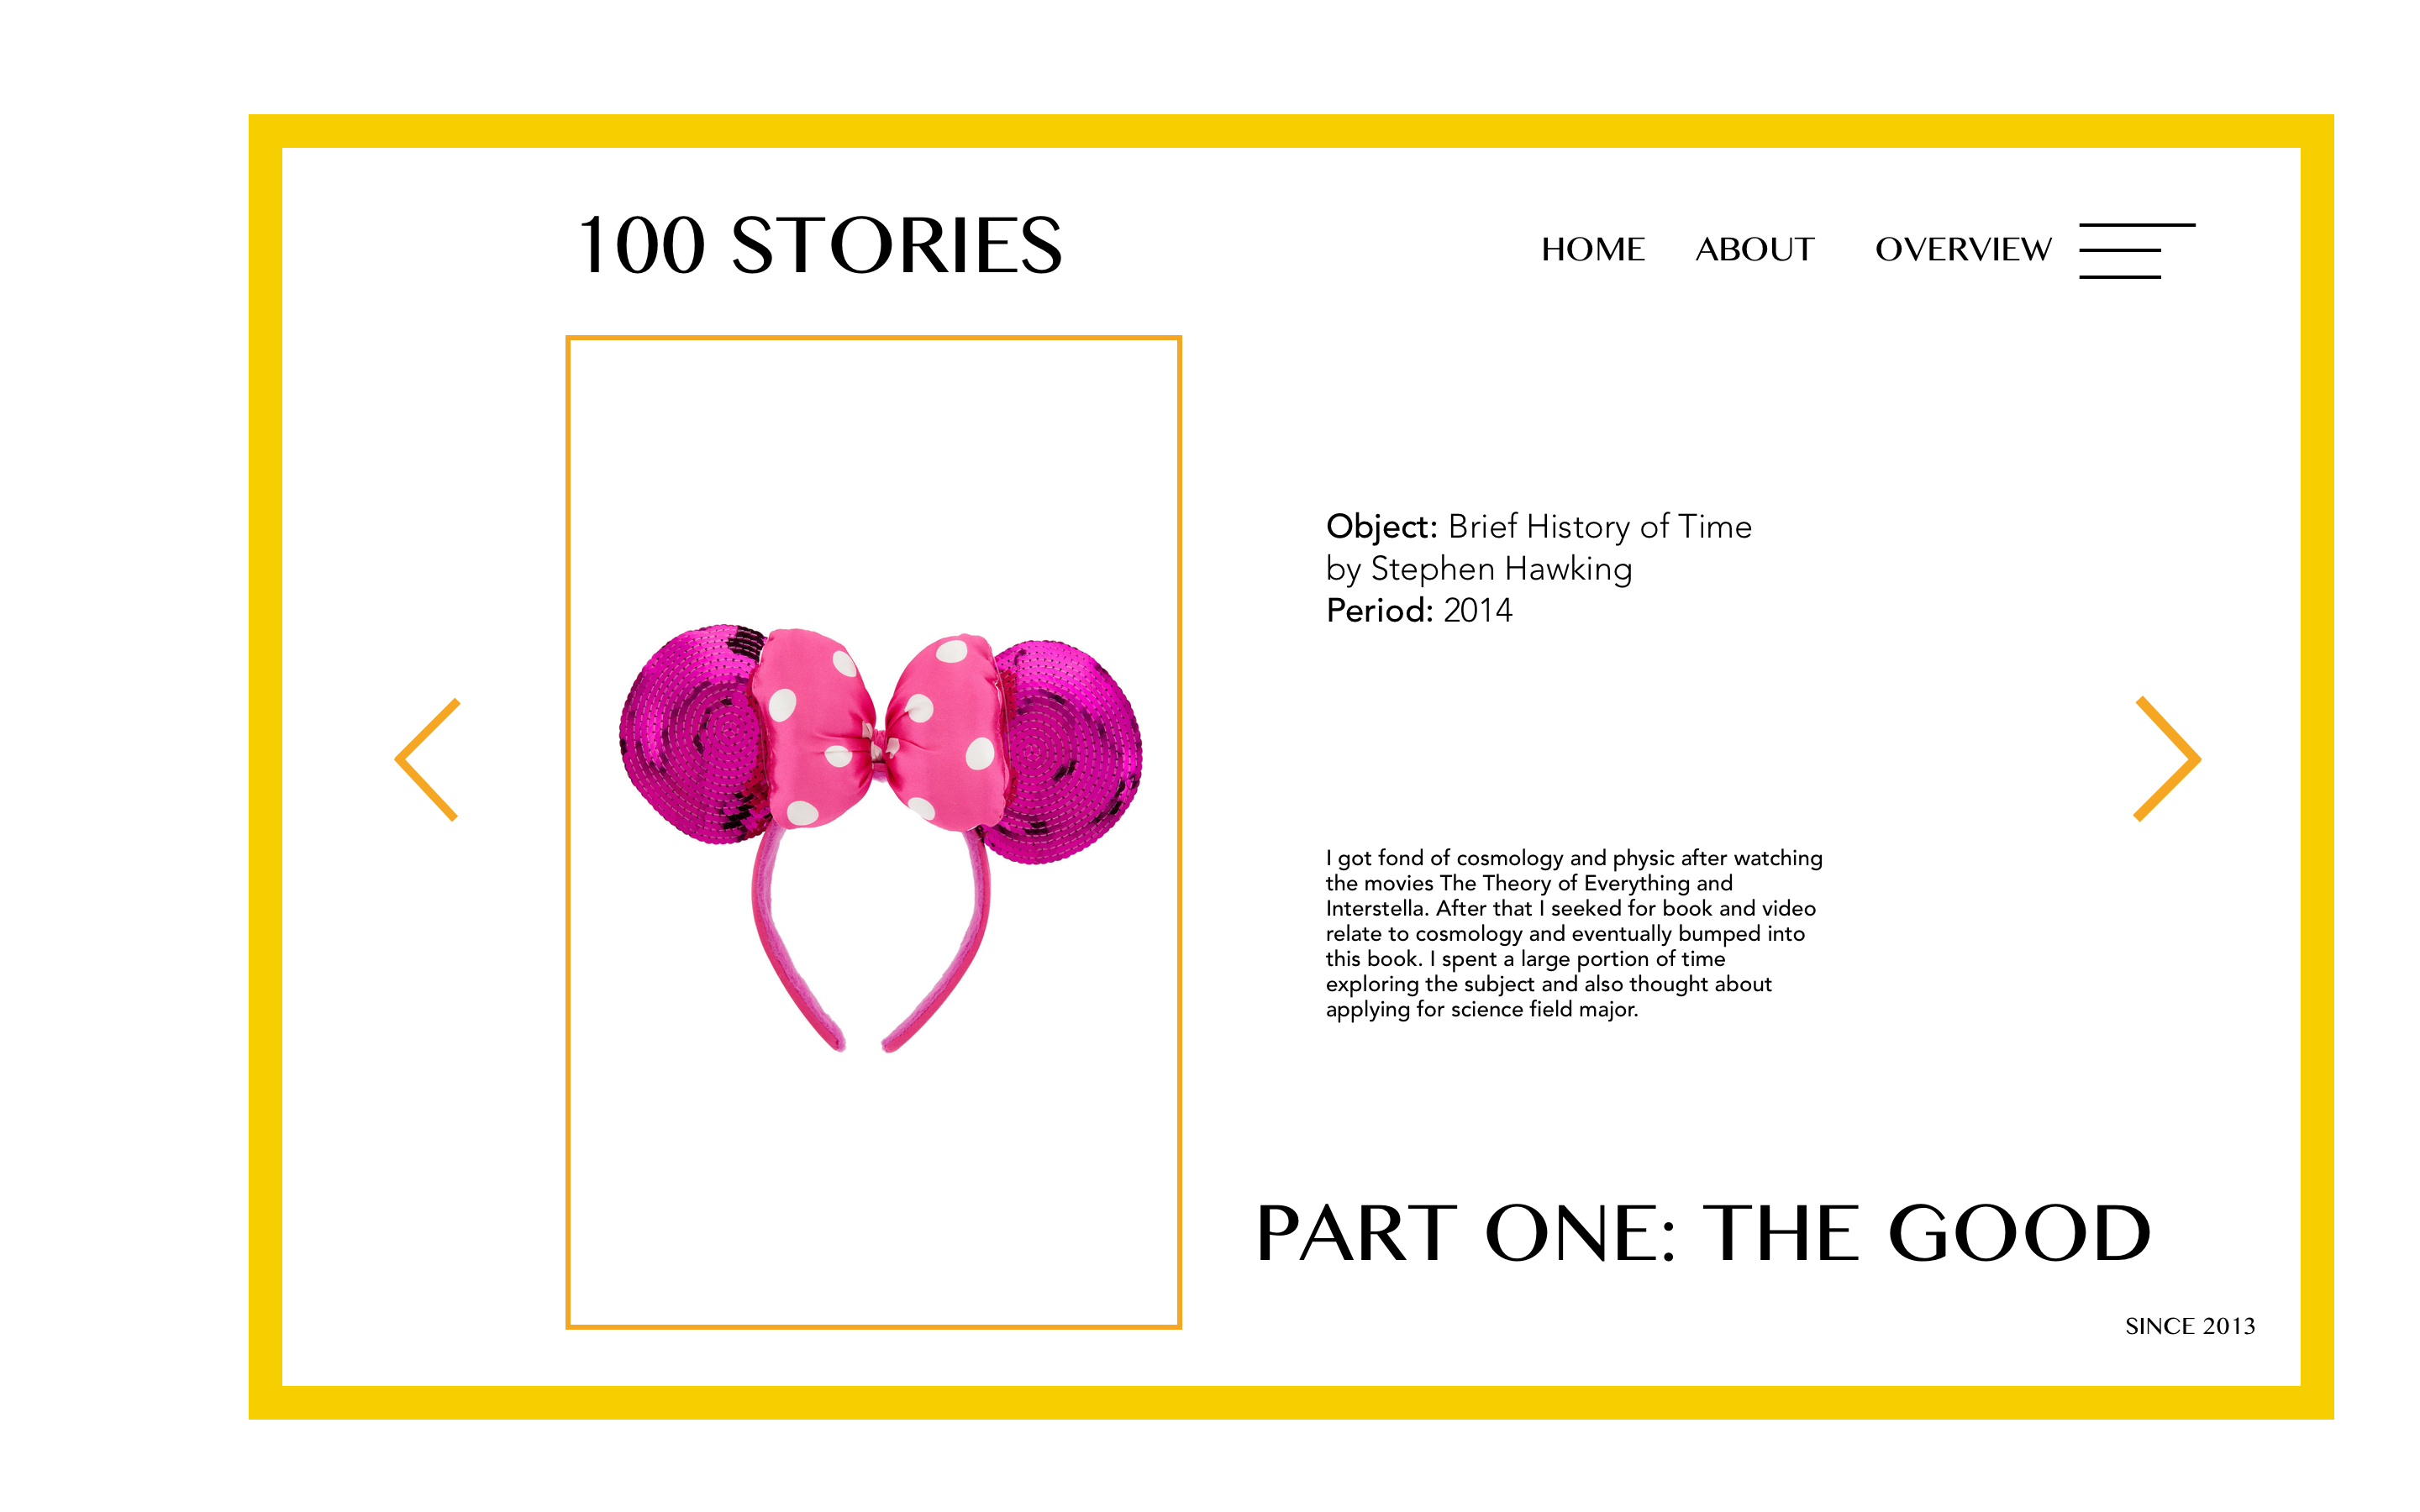 100 STORIES
HOME ABOUT OVERVIEW
Object: Brief History of Time
by Stephen Hawking
Period: 2014
I got fond of cosmology and physic after watching
the movies The Theory of Everything and
Interstella. After that I seeked for book and video
relate to cosmology and eventually bumped into
this book. I spent a large portion of time
exploring the subject and also thought about
applying for science field major.
PART ONE: THE GOOD
SINCE 2013